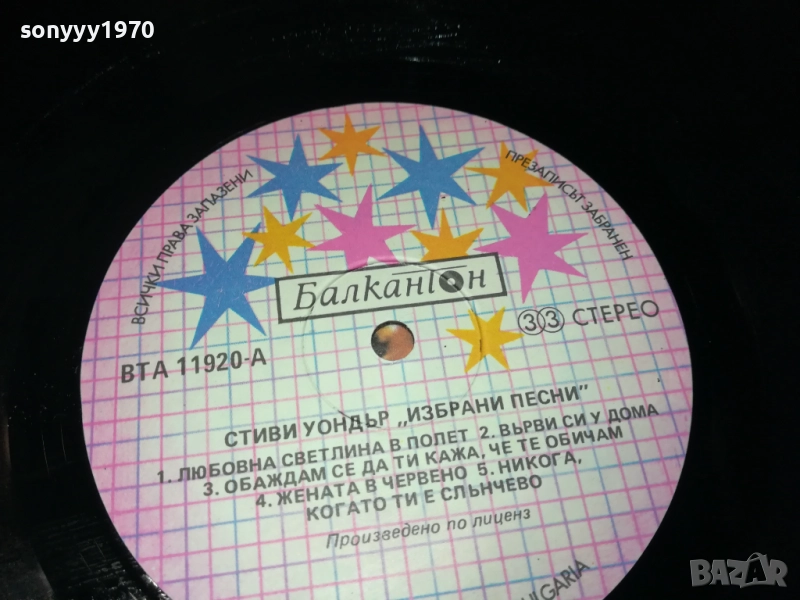 sonyyy1970
ВСИЧКИ ПРАВА ЗАПАЗЕНИ
ПРЕЗАПИСЪТ ЗАБРАНЕН
Балкантон
ВТА 11920-А
33 СТЕРЕО
СТИВИ УОНДЪР „ИЗБРАНИ ПЕСНИ"
1. ЛЮБОВНА СВЕТЛИНА В ПОЛЕТ 2. ВЪРВИ СИ У ДОМА
3. ОБАЖДАМ СЕ ДА ТИ КАЖА, ЧЕ ТЕ ОБИЧАМ
4. ЖЕНАТА В ЧЕРВЕНО 5. НИКОГА,
КОГАТО ТИ Е СЛЪНЧЕВО
Произведено по лиценз
BAZAR